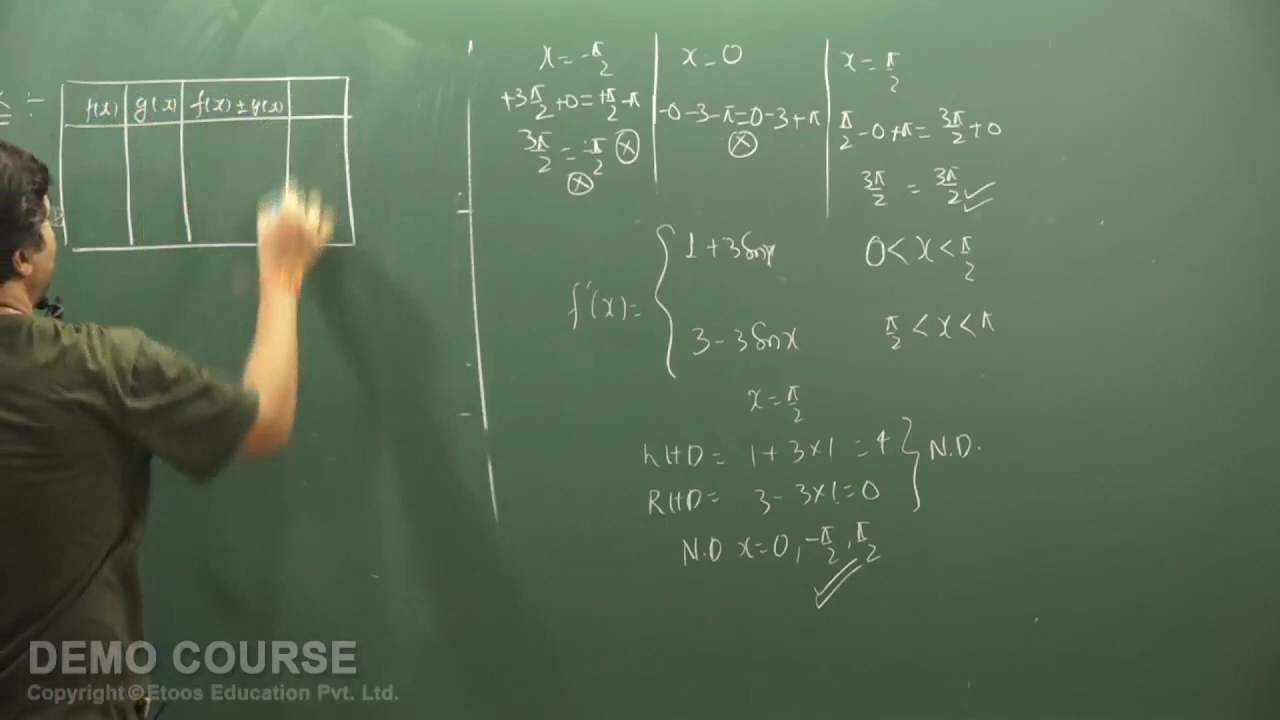 f(x) g(x) f(x) ± g(x)
x = -π/2
+3π/2 + 0 = +π/2 - π
3π/2 = -π/2 ⊗
⊗
x = 0
-0 - 3 - π = 0 - 3 + π
⊗
x = π/2
π/2 - 0 + π = 3π/2 + 0
3π/2 = 3π/2
f'(x) = {
1 + 3 Sinx 0 < x < π/2
3 - 3 Sinx π/2 < x < π
x = π/2
LHD = 1 + 3×1 = 4
RHD = 3 - 3×1 = 0
} N.D.
N.D x = 0, -π/2, π/2
DEMO COURSE
Copyright © Etoos Education Pvt. Ltd.